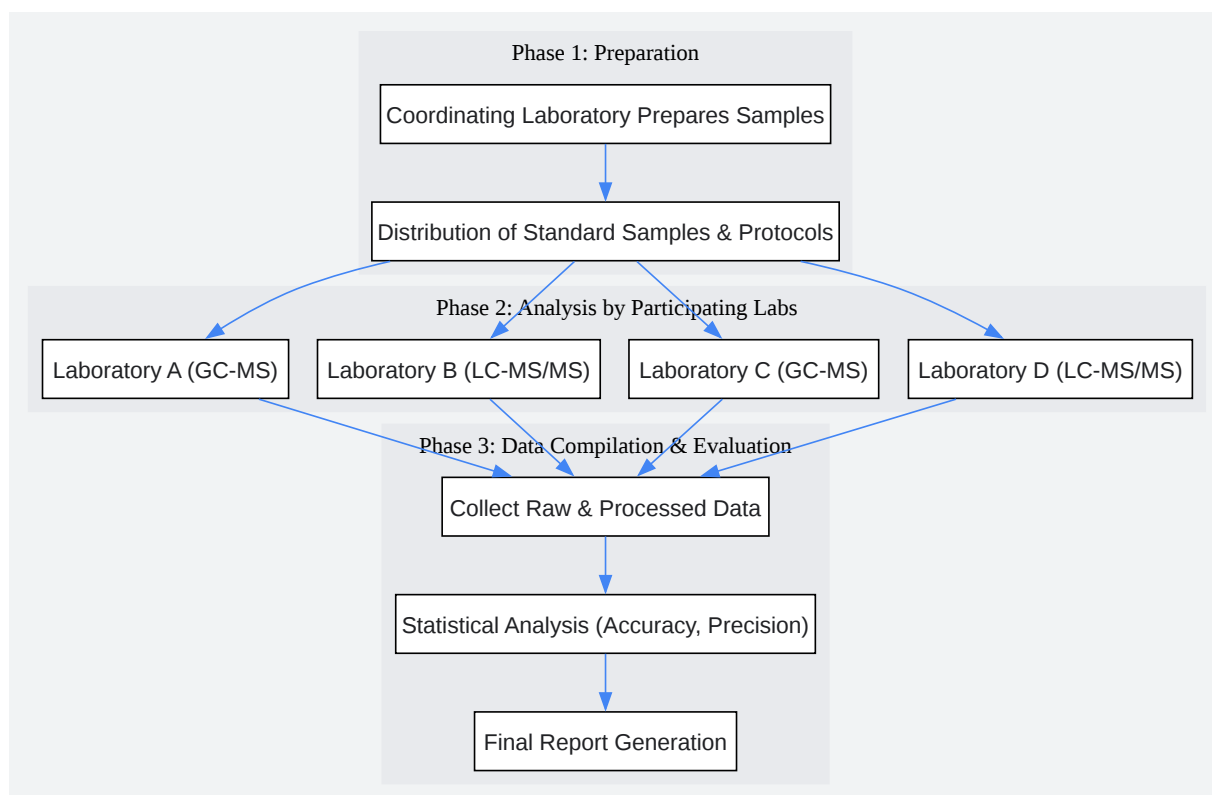 Phase 1: Preparation
Coordinating Laboratory Prepares Samples
Distribution of Standard Samples & Protocols
Phase 2: Analysis by Participating Labs
Laboratory A (GC-MS)
Laboratory B (LC-MS/MS)
Laboratory C (GC-MS)
Laboratory D (LC-MS/MS)
Phase 3: Data Compilation & Evaluation
Collect Raw & Processed Data
Statistical Analysis (Accuracy, Precision)
Final Report Generation